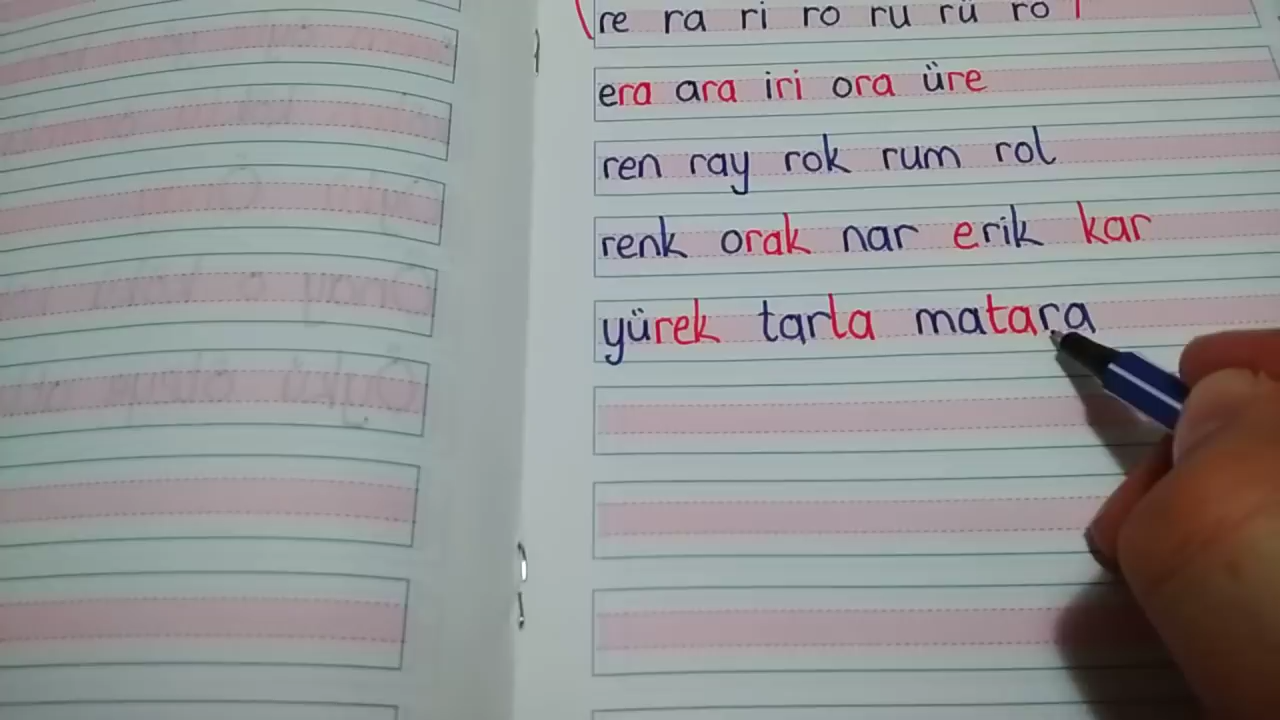 re ra ri ro ru rü
era ara iri ora üre
ren ray rok rum rol
renk orak nar erik kar
yürek tarla matara